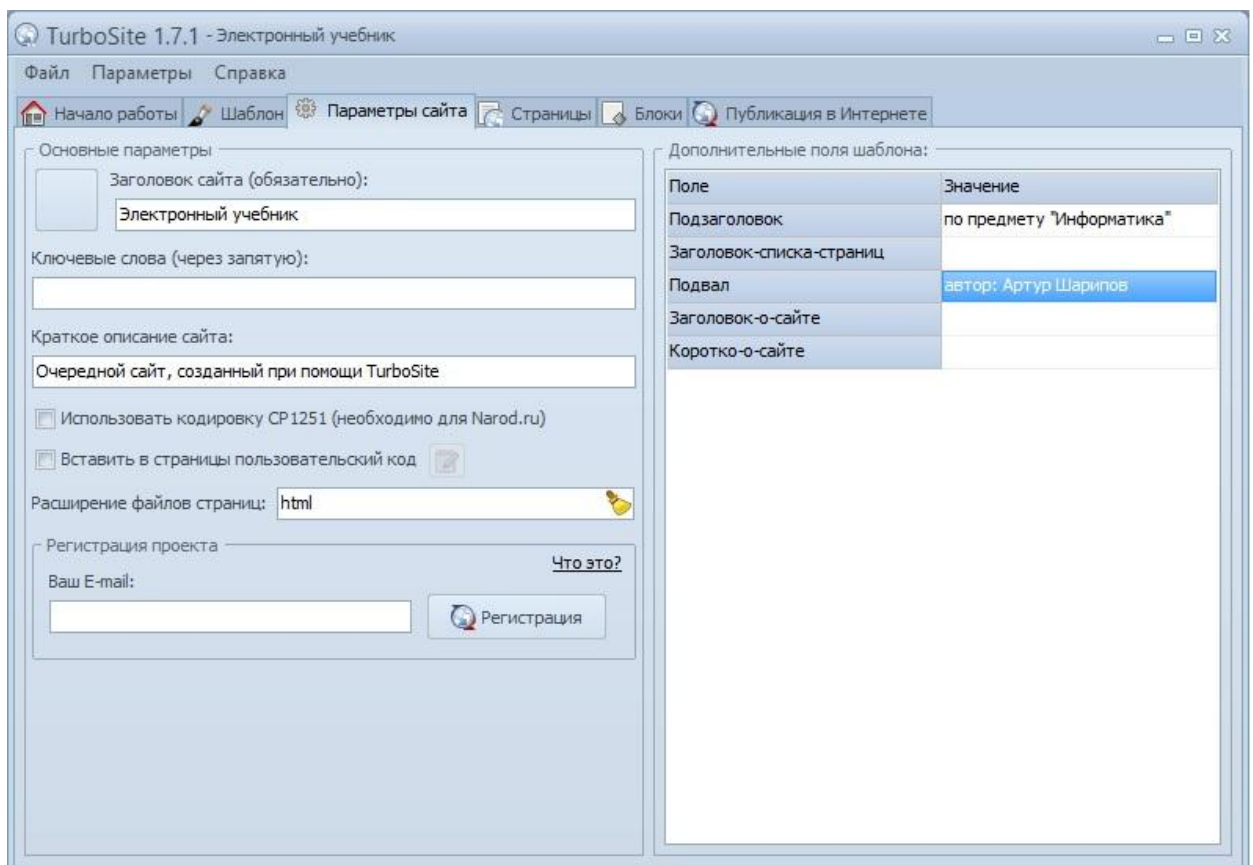 TurboSite 1.7.1 - Электронный учебник
Файл Параметры Справка
Начало работы Шаблон Параметры сайта Страницы Блоки Публикация в Интернете
Основные параметры
Заголовок сайта (обязательно):
Электронный учебник
Ключевые слова (через запятую):
Краткое описание сайта:
Очередной сайт, созданный при помощи TurboSite
Использовать кодировку CP1251 (необходимо для Narod.ru)
Вставить в страницы пользовательский код
Расширение файлов страниц: html
Регистрация проекта
Что это?
Ваш E-mail:
Регистрация
Дополнительные поля шаблона:
Поле Значение
Подзаголовок по предмету "Информатика"
Заголовок-списка-страниц
Подвал автор: Артур Шарипов
Заголовок-о-сайте
Коротко-о-сайте